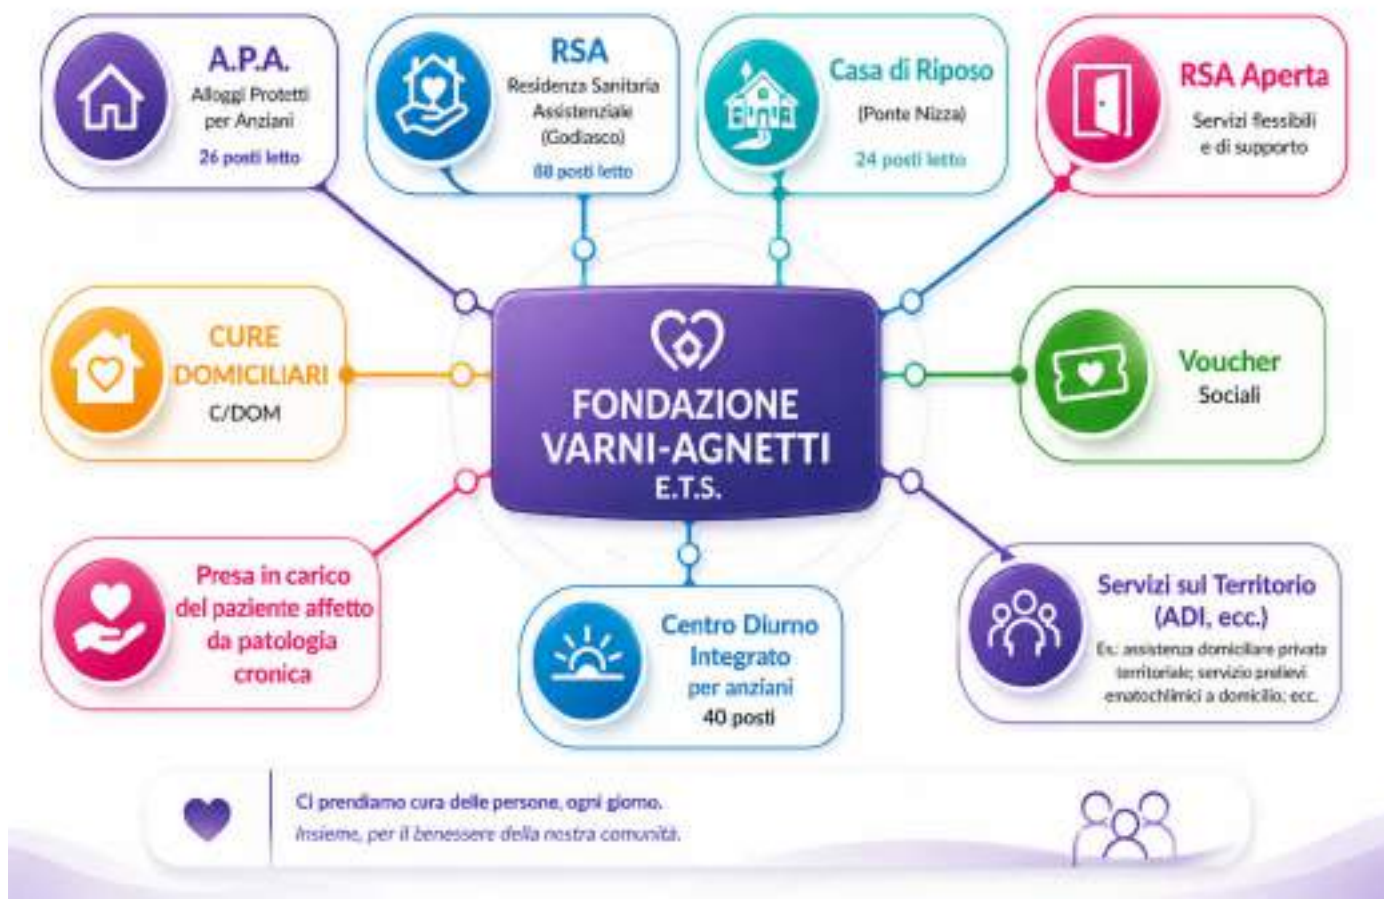 A.P.A.
Alloggi Protetti
per Anziani
26 posti letto
RSA
Residenza Sanitaria
Assistenziale
(Godiasco)
88 posti letto
Casa di Riposo
(Ponte Nizza)
24 posti letto
RSA Aperta
Servizi flessibili
e di supporto
CURE
DOMICILIARI
C/DOM
FONDAZIONE
VARNI-AGNETTI
E.T.S.
Voucher
Sociali
Presa in carico
del paziente affetto
da patologia
cronica
Centro Diurno
Integrato
per anziani
40 posti
Servizi sul Territorio
(ADI, ecc.)
Es.: assistenza domiciliare privata
territoriale; servizio prelievi
ematochimici a domicilio; ecc.
Ci prendiamo cura delle persone, ogni giorno.
Insieme, per il benessere della nostra comunità.